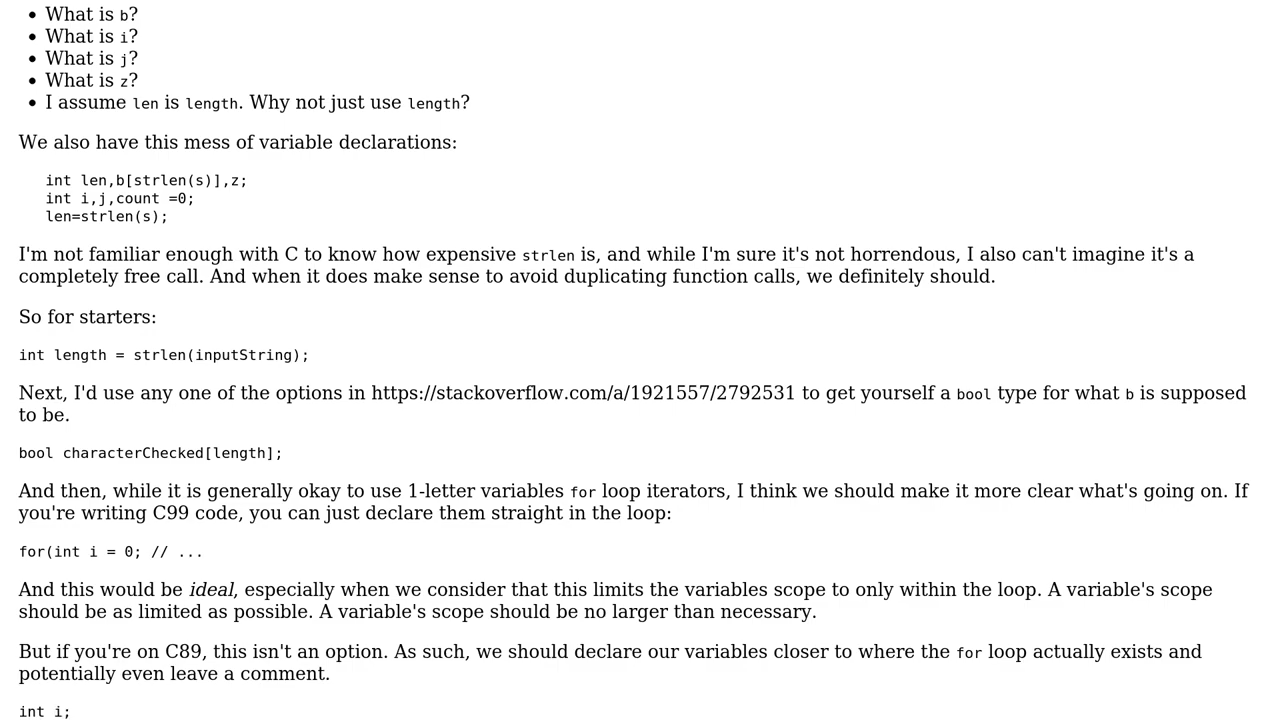 • What is b?
• What is i?
• What is j?
• What is z?
• I assume len is length. Why not just use length?
We also have this mess of variable declarations:
int len,b[strlen(s)],z;
int i,j,count =0;
len=strlen(s);
I'm not familiar enough with C to know how expensive strlen is, and while I'm sure it's not horrendous, I also can't imagine it's a
completely free call. And when it does make sense to avoid duplicating function calls, we definitely should.
So for starters:
int length = strlen(inputString);
Next, I'd use any one of the options in https://stackoverflow.com/a/1921557/2792531 to get yourself a bool type for what b is supposed
to be.
bool characterChecked[length];
And then, while it is generally okay to use 1-letter variables for loop iterators, I think we should make it more clear what's going on. If
you're writing C99 code, you can just declare them straight in the loop:
for(int i = 0; // ...
And this would be ideal, especially when we consider that this limits the variables scope to only within the loop. A variable's scope
should be as limited as possible. A variable's scope should be no larger than necessary.
But if you're on C89, this isn't an option. As such, we should declare our variables closer to where the for loop actually exists and
potentially even leave a comment.
int i;